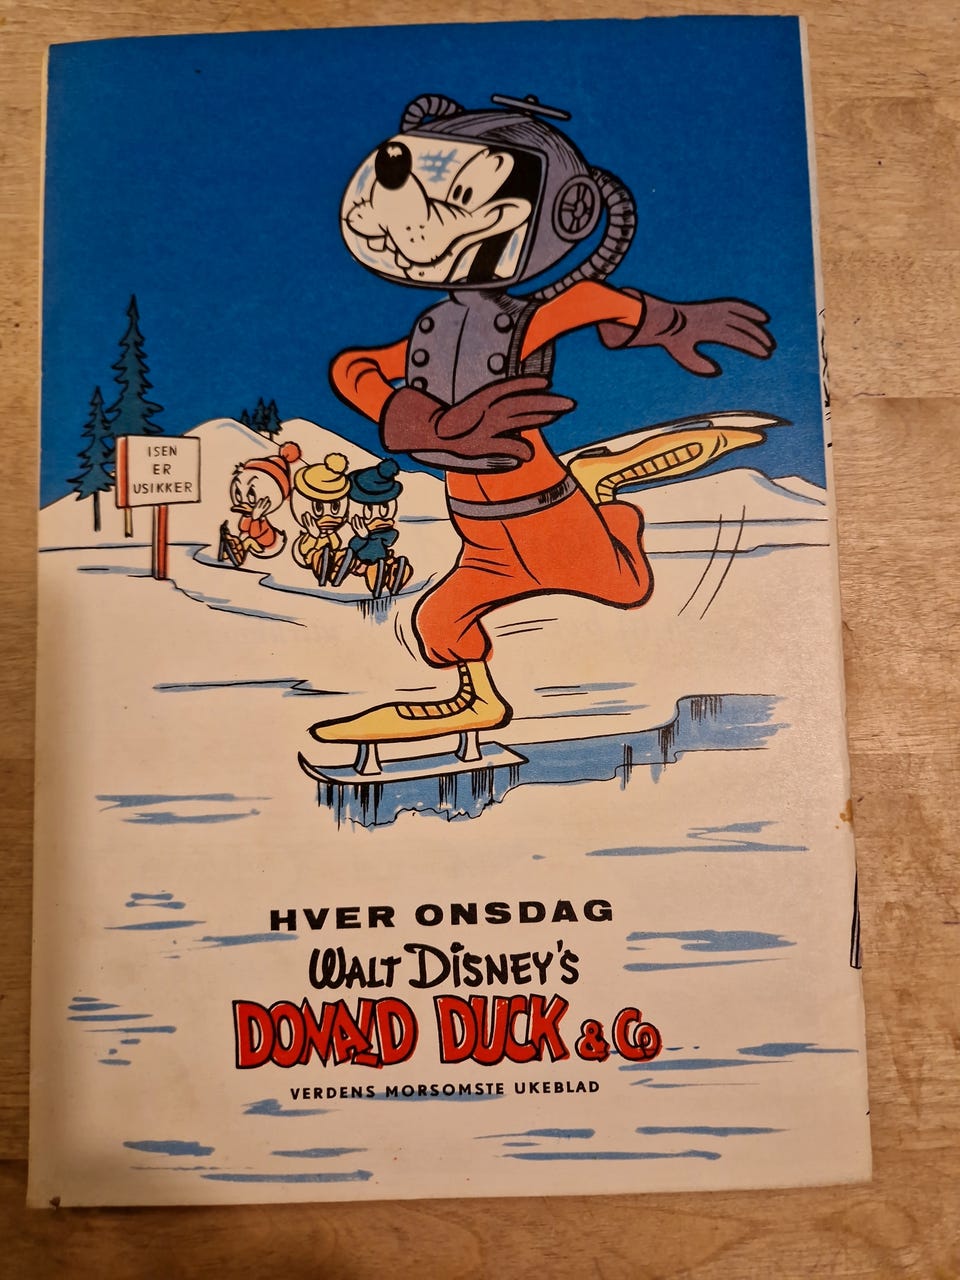 ISEN
ER
USIKKER
HVER ONSDAG
WALT DISNEY'S
DONALD DUCK & Co
VERDENS MORSOMSTE UKEBLAD